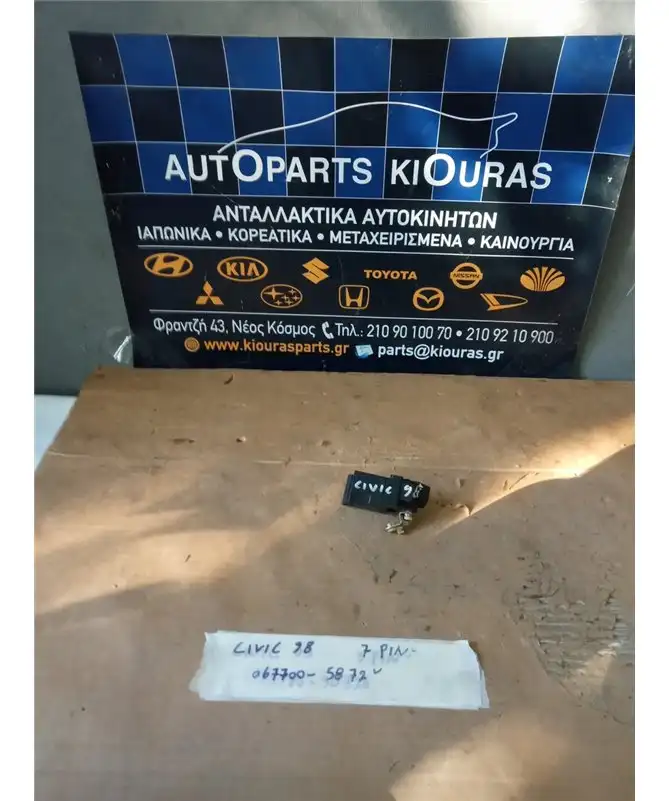 AUTOPARTS KIOURAS
ΑΝΤΑΛΛΑΚΤΙΚΑ ΑΥΤΟΚΙΝΗΤΩΝ
ΙΑΠΩΝΙΚΑ • ΚΟΡΕΑΤΙΚΑ • ΜΕΤΑΧΕΙΡΙΣΜΕΝΑ • ΚΑΙΝΟΥΡΓΙΑ
KIA TOYOTA NISSAN
Φραντζή 43, Νέος Κόσμος Τηλ.: 210 90 100 70 • 210 92 10 900
www.kiourasparts.gr parts@kiouras.gr
CIVIC 98
CIVIC 98 7 PIN-
067700-5872